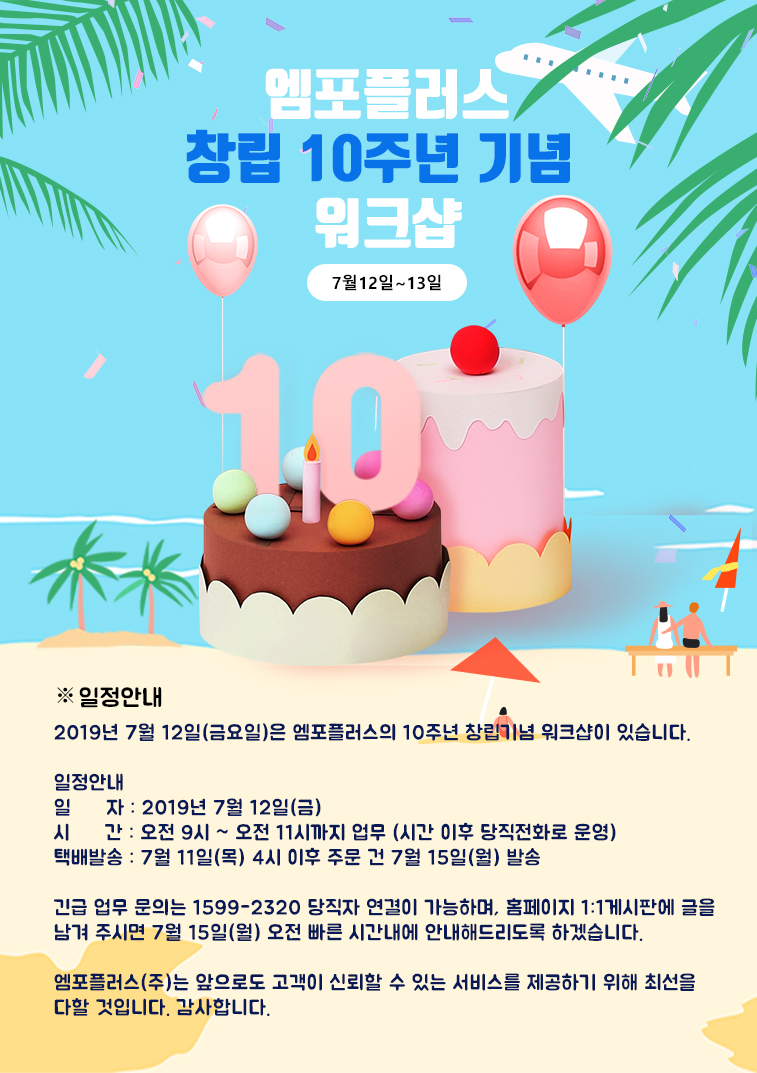 엠포플러스
창립 10주년 기념
워크샵
7월12일~13일
10
※ 일정안내
2019년 7월 12일(금요일)은 엠포플러스의 10주년 창립기념 워크샵이 있습니다.
일정안내
일 자 : 2019년 7월 12일(금)
시 간 : 오전 9시 ~ 오전 11시까지 업무 (시간 이후 당직전화로 운영)
택배발송 : 7월 11일(목) 4시 이후 주문 건 7월 15일(월) 발송
긴급 업무 문의는 1599-2320 당직자 연결이 가능하며, 홈페이지 1:1게시판에 글을
남겨 주시면 7월 15일(월) 오전 빠른 시간내에 안내해드리도록 하겠습니다.
엠포플러스(주)는 앞으로도 고객이 신뢰할 수 있는 서비스를 제공하기 위해 최선을
다할 것입니다. 감사합니다.